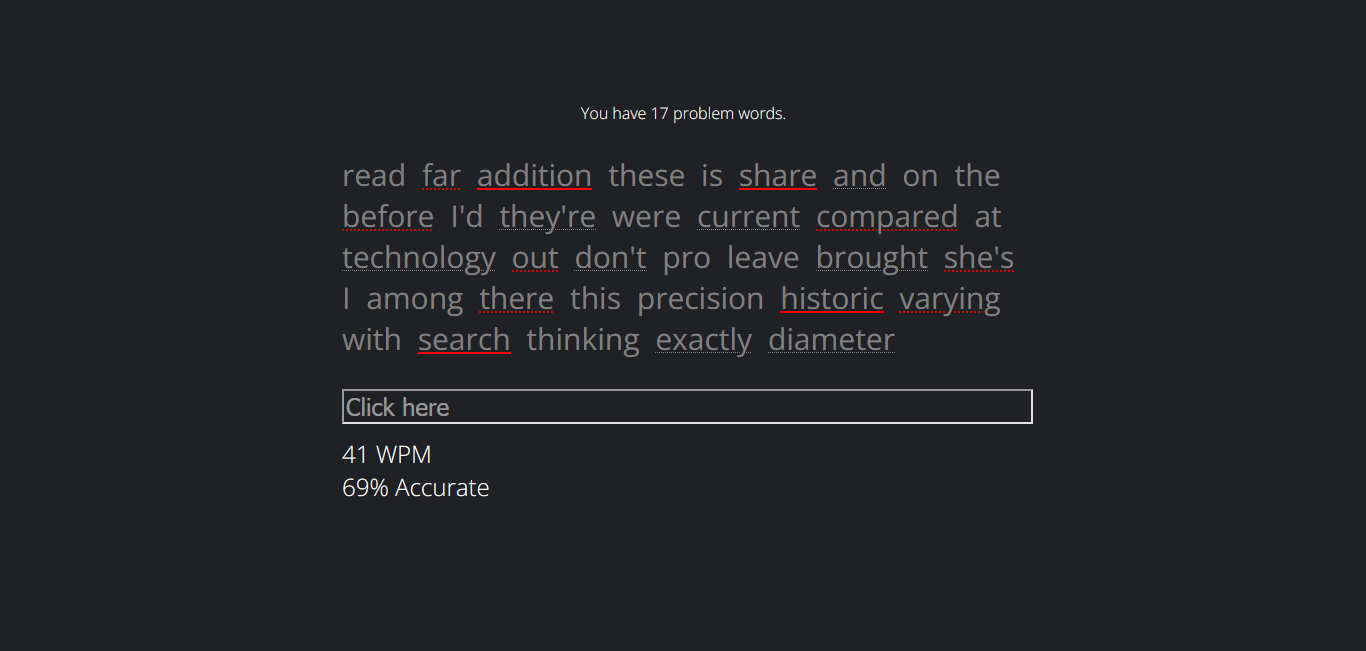 You have 17 problem words.
read far addition these is share and on the
before I'd they're were current compared at
technology out don't pro leave brought she's
I among there this precision historic varying
with search thinking exactly diameter
Click here
41 WPM
69% Accurate